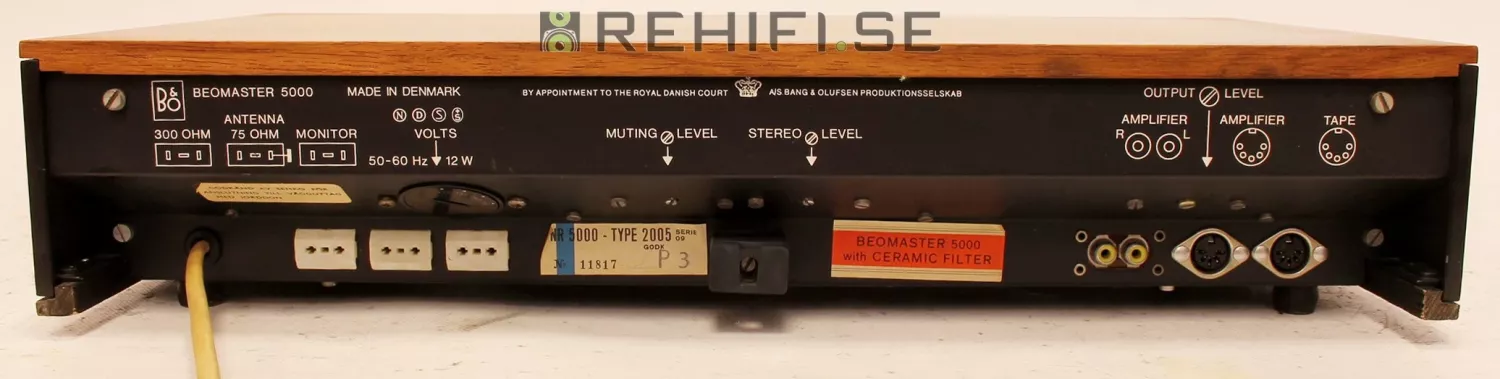 REHIFI.SE
B&O BEOMASTER 5000
MADE IN DENMARK
BY APPOINTMENT TO THE ROYAL DANISH COURT A/S BANG & OLUFSEN PRODUKTIONSSELSKAB
OUTPUT LEVEL
N D S
ANTENNA
300 OHM 75 OHM MONITOR
VOLTS
50-60 Hz 12 W
MUTING LEVEL
STEREO LEVEL
AMPLIFIER AMPLIFIER TAPE
R L
NR 5000 - TYPE 2005 SERIE 09
GODK
№ 11817 P 3
BEOMASTER 5000
with CERAMIC FILTER